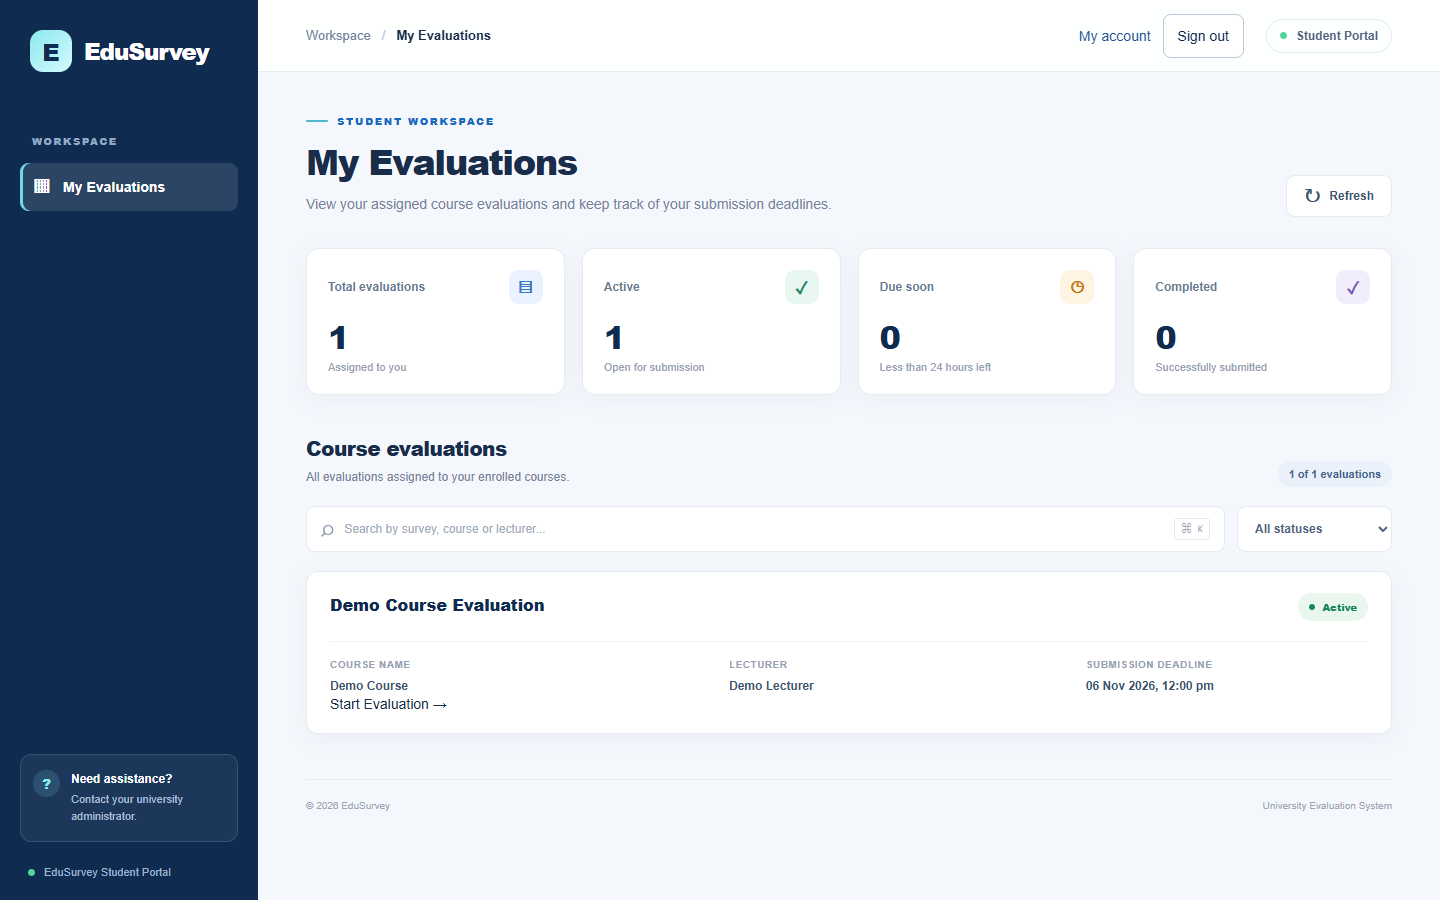 E EduSurvey
WORKSPACE
My Evaluations
Need assistance?
? Contact your university
administrator.
EduSurvey Student Portal
Workspace / My Evaluations
My account Sign out Student Portal
STUDENT WORKSPACE
My Evaluations
View your assigned course evaluations and keep track of your submission deadlines.
↻ Refresh
Total evaluations
1
Assigned to you
Active ✓
1
Open for submission
Due soon
0
Less than 24 hours left
Completed ✓
0
Successfully submitted
Course evaluations
All evaluations assigned to your enrolled courses.
1 of 1 evaluations
Search by survey, course or lecturer... ⌘ K
All statuses
Demo Course Evaluation
Active
COURSE NAME LECTURER SUBMISSION DEADLINE
Demo Course Demo Lecturer 06 Nov 2026, 12:00 pm
Start Evaluation →
© 2026 EduSurvey University Evaluation System